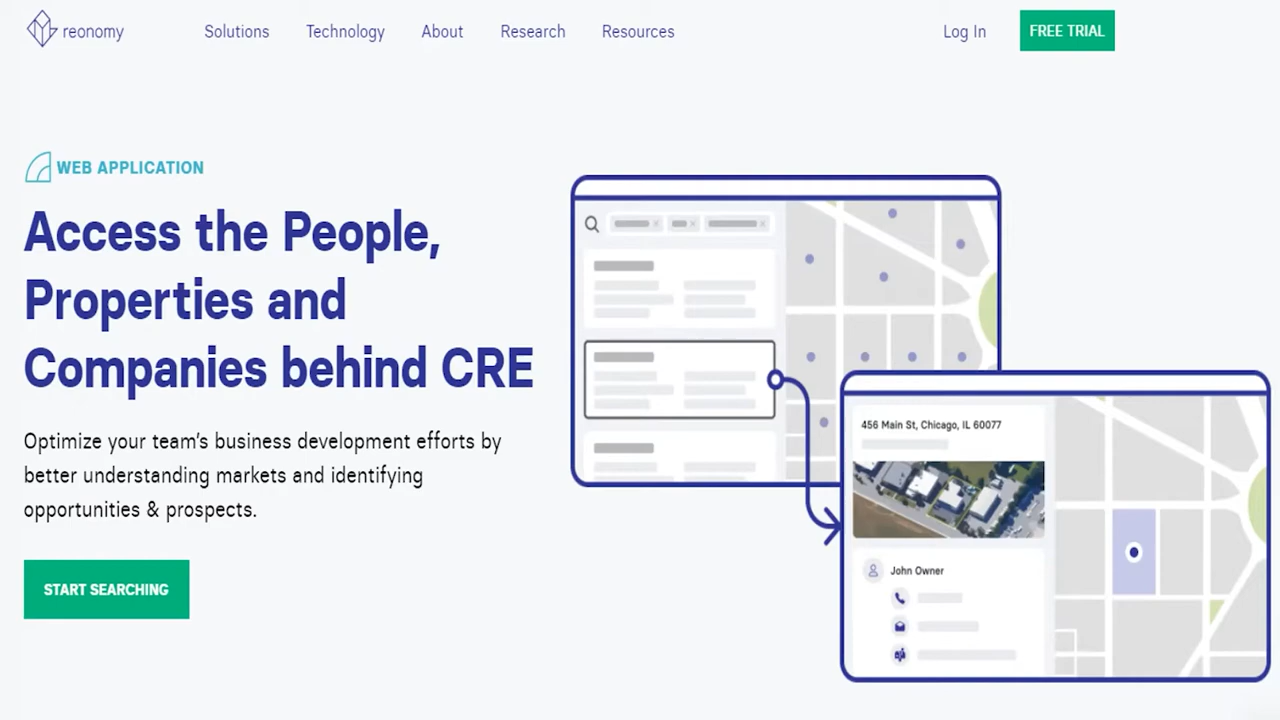 reonomy
Solutions
Technology
About
Research
Resources
Log In
FREE TRIAL
WEB APPLICATION
Access the People,
Properties and
Companies behind CRE
Optimize your team's business development efforts by
better understanding markets and identifying
opportunities & prospects.
START SEARCHING
456 Main St, Chicago, IL 60077
John Owner